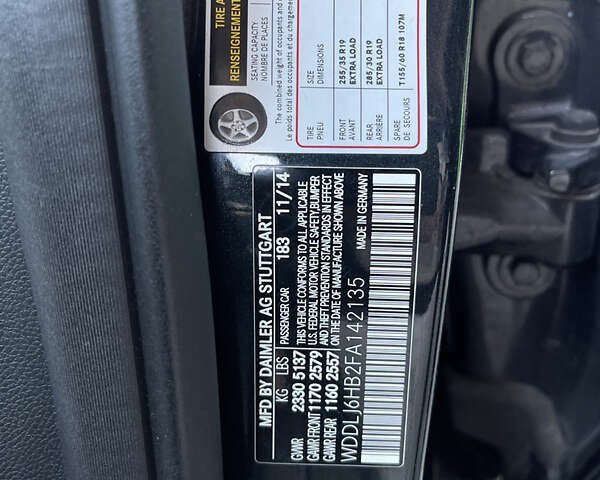 TIRE A
RENSEIGNEMENT
SEATING CAPACITY
NOMBRE DE PLACES
The combined weight of occupants and
Le poids total des occupants et du chargement
TIRE SIZE
PNEU DIMENSIONS
FRONT 255/35 R19
AVANT EXTRA LOAD
REAR 285/30 R19
ARRIÈRE EXTRA LOAD
SPARE T155/60 R18 107M
DE SECOURS
MFD BY DAIMLER AG STUTTGART
KG LBS PASSENGER CAR 183 11/14
GVWR 2330 5137 THIS VEHICLE CONFORMS TO ALL APPLICABLE
GAWR FRONT 1170 2579 U.S. FEDERAL MOTOR VEHICLE SAFETY, BUMPER
GAWR REAR 1160 2557 AND THEFT PREVENTION STANDARDS IN EFFECT
ON THE DATE OF MANUFACTURE SHOWN ABOVE
WDDLJ6HB2FA142135 MADE IN GERMANY